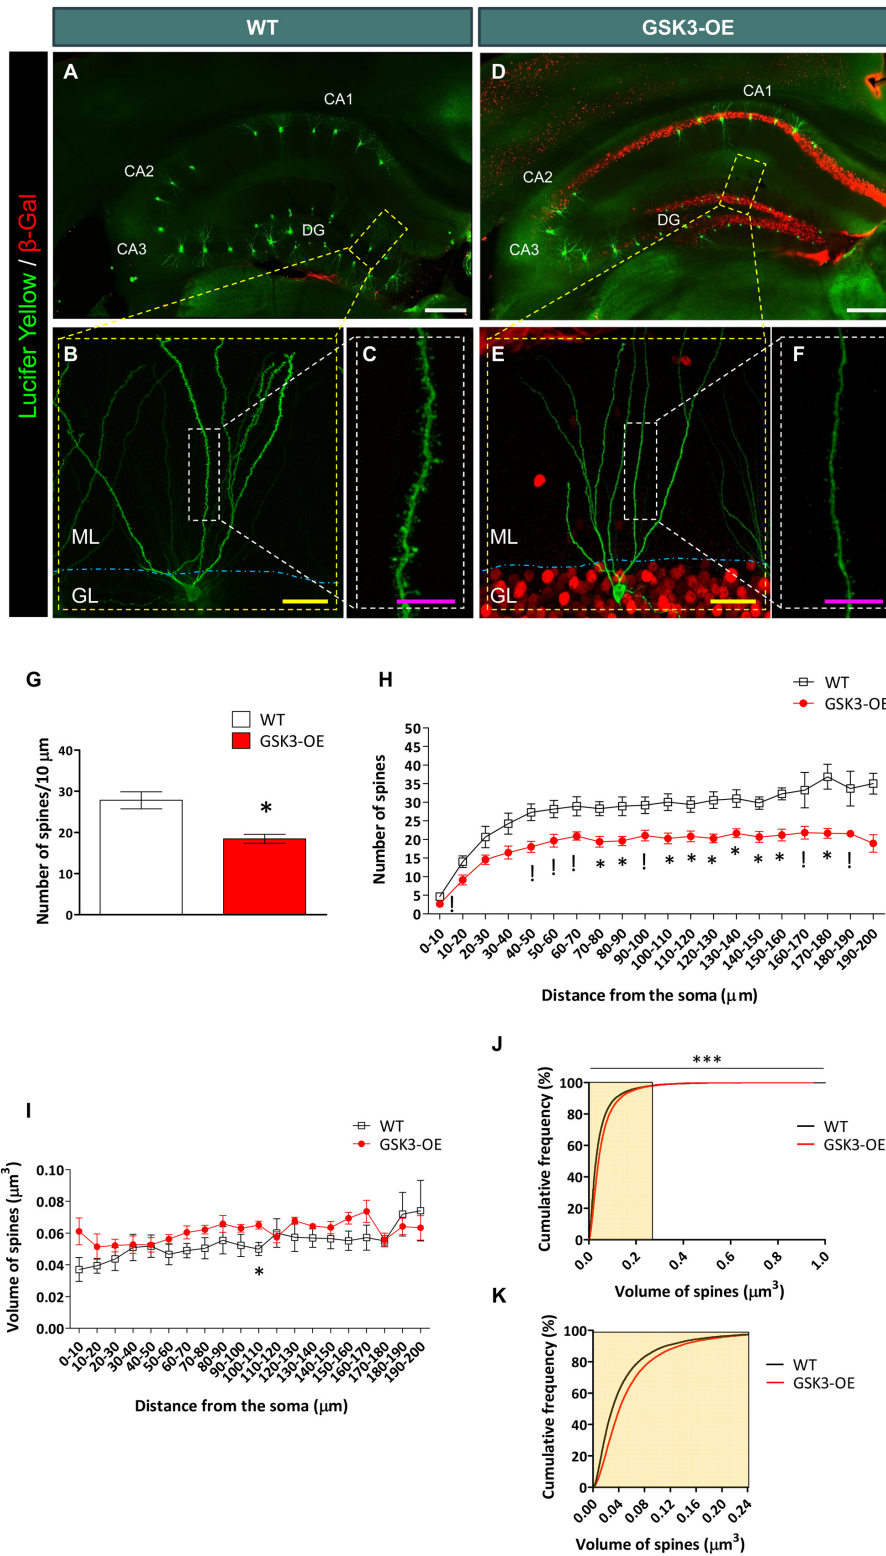 WT
GSK3-OE
Lucifer Yellow / β-Gal
A
CA1
CA2
CA3
DG
D
CA1
CA2
CA3
DG
B
ML
GL
C
E
ML
GL
F
G
WT
GSK3-OE
Number of spines/10 μm
40
30
20
10
0
*
H
WT
GSK3-OE
Number of spines
50
45
40
35
30
25
20
15
10
5
0
! ! ! ! * * ! * * * * * * ! * !
0-10
10-20
20-30
30-40
40-50
50-60
60-70
70-80
80-90
90-100
100-110
110-120
120-130
130-140
140-150
150-160
160-170
170-180
180-190
190-200
Distance from the soma (μm)
I
WT
GSK3-OE
Volume of spines (μm³)
0.10
0.08
0.06
0.04
0.02
0.00
*
0-10
10-20
20-30
30-40
40-50
50-60
60-70
70-80
80-90
90-100
100-110
110-120
120-130
130-140
140-150
150-160
160-170
170-180
180-190
190-200
Distance from the soma (μm)
J
***
Cumulative frequency (%)
100
80
60
40
20
0
WT
GSK3-OE
0.0
0.2
0.4
0.6
0.8
1.0
Volume of spines (μm³)
K
Cumulative frequency (%)
100
80
60
40
20
0
WT
GSK3-OE
0.00
0.04
0.08
0.12
0.16
0.20
0.24
Volume of spines (μm³)